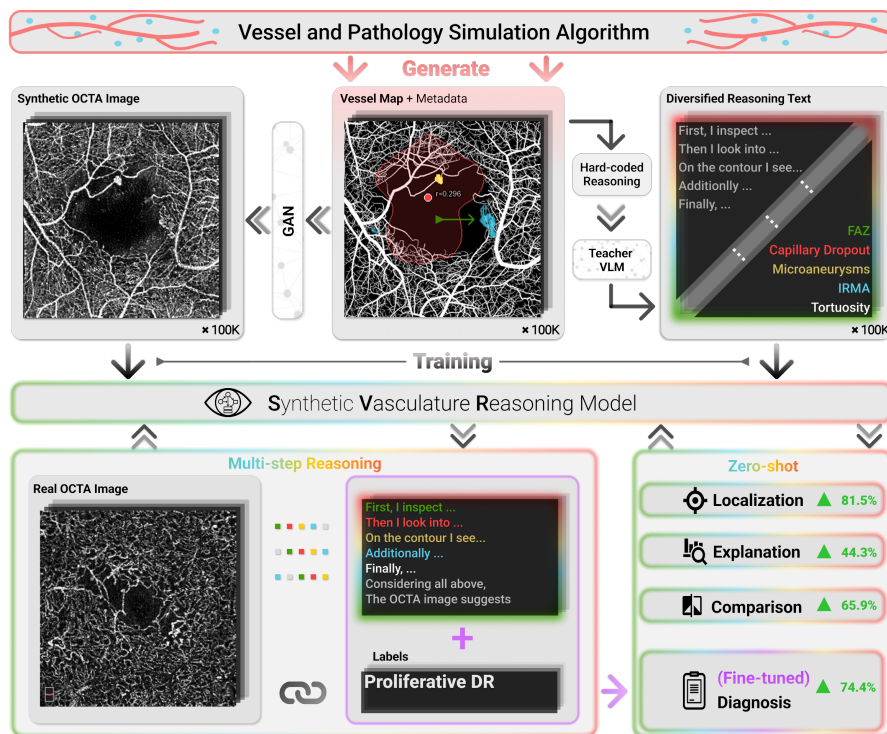 Vessel and Pathology Simulation Algorithm
Generate
Synthetic OCTA Image
× 100K
GAN
Vessel Map + Metadata
r=0.296
× 100K
Hard-coded
Reasoning
Teacher
VLM
Diversified Reasoning Text
First, I inspect ...
Then I look into ...
On the contour I see...
Additionlly ...
Finally, ...
FAZ
Capillary Dropout
Microaneurysms
IRMA
Tortuosity
× 100K
Training
Synthetic Vasculature Reasoning Model
Multi-step Reasoning
Real OCTA Image
First, I inspect ...
Then I look into ...
On the contour I see...
Additionally ...
Finally, ...
Considering all above,
The OCTA image suggests
+
Labels
Proliferative DR
Zero-shot
Localization ▲ 81.5%
Explanation ▲ 44.3%
Comparison ▲ 65.9%
(Fine-tuned)
Diagnosis ▲ 74.4%